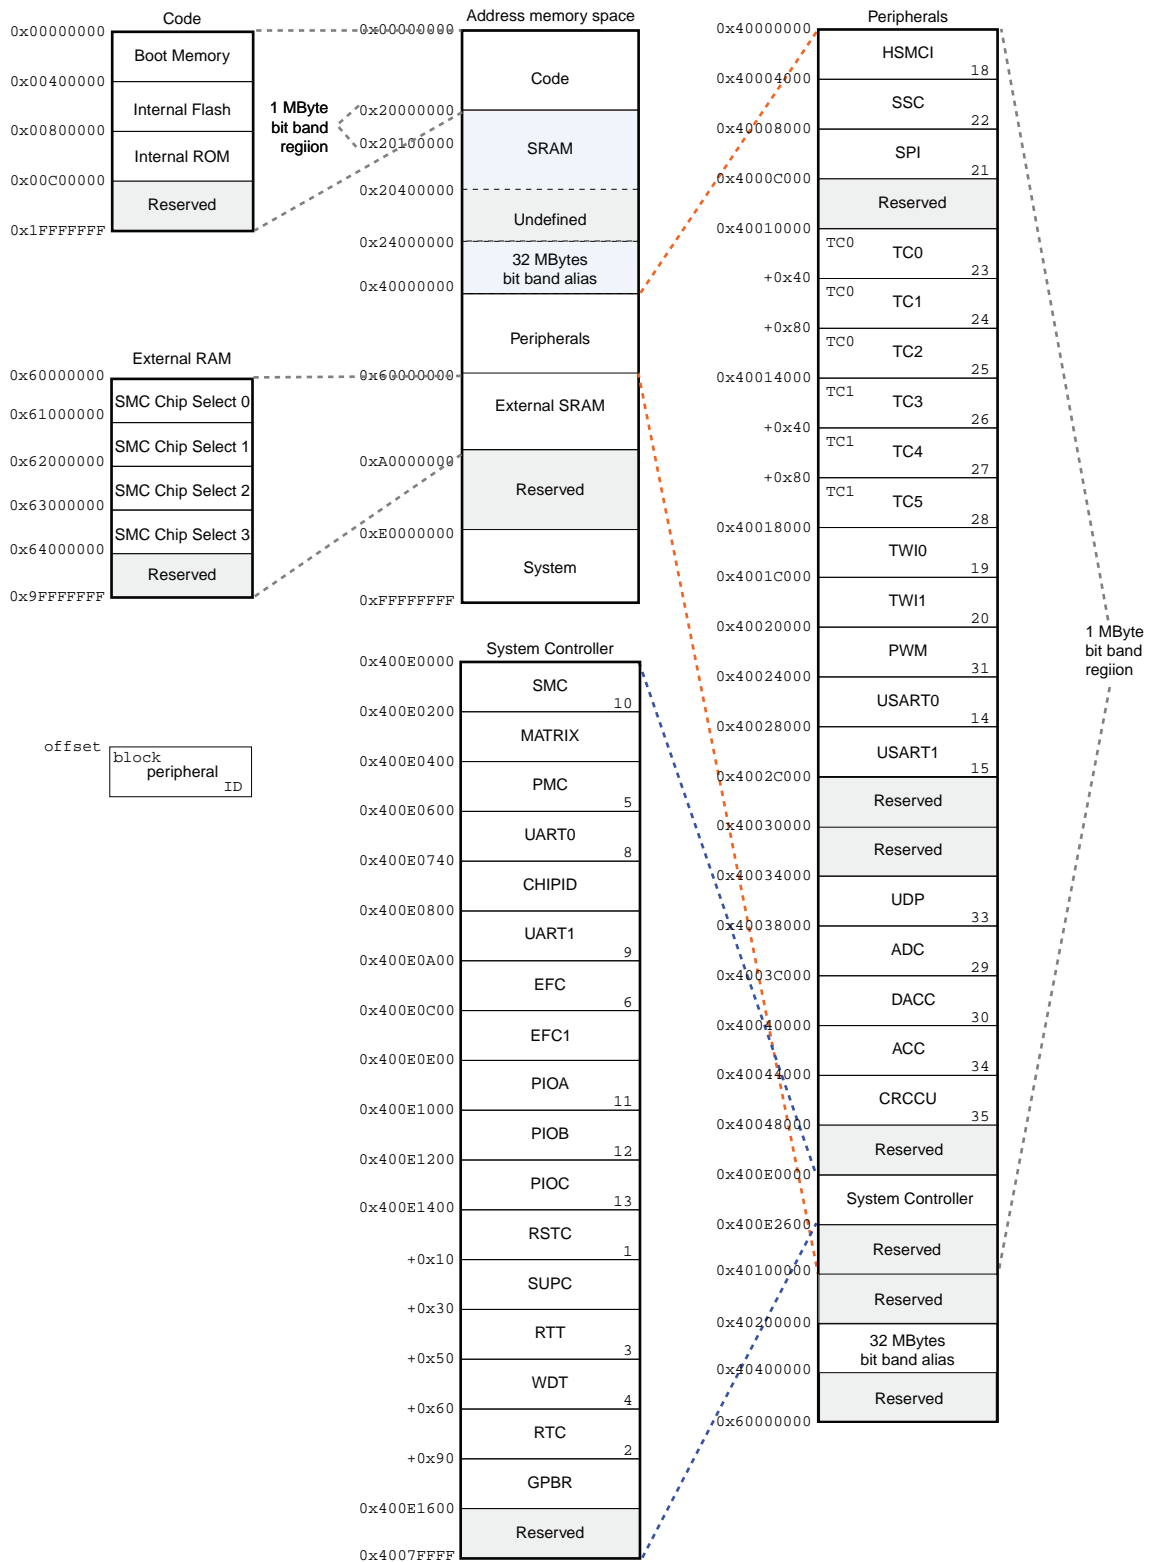 Code
0x00000000
Boot Memory
0x00400000
Internal Flash
0x00800000
Internal ROM
0x00C00000
Reserved
0x1FFFFFFF
1 MByte
bit band
regiion
External RAM
0x60000000
SMC Chip Select 0
0x61000000
SMC Chip Select 1
0x62000000
SMC Chip Select 2
0x63000000
SMC Chip Select 3
0x64000000
Reserved
0x9FFFFFFF
offset
block
peripheral
ID
Address memory space
0x00000000
Code
0x20000000
0x20100000
SRAM
0x20400000
Undefined
0x24000000
32 MBytes
bit band alias
0x40000000
Peripherals
0x60000000
External SRAM
0xA0000000
Reserved
0xE0000000
System
0xFFFFFFFF
System Controller
0x400E0000
SMC
10
0x400E0200
MATRIX
0x400E0400
PMC
5
0x400E0600
UART0
8
0x400E0740
CHIPID
0x400E0800
UART1
9
0x400E0A00
EFC
6
0x400E0C00
EFC1
0x400E0E00
PIOA
11
0x400E1000
PIOB
12
0x400E1200
PIOC
13
0x400E1400
RSTC
1
+0x10
SUPC
+0x30
RTT
3
+0x50
WDT
4
+0x60
RTC
2
+0x90
GPBR
0x400E1600
Reserved
0x4007FFFF
Peripherals
0x40000000
HSMCI
18
0x40004000
SSC
22
0x40008000
SPI
21
0x4000C000
Reserved
0x40010000
TC0
TC0
23
+0x40
TC0
TC1
24
+0x80
TC0
TC2
25
0x40014000
TC1
TC3
26
+0x40
TC1
TC4
27
+0x80
TC1
TC5
28
0x40018000
TWI0
19
0x4001C000
TWI1
20
0x40020000
PWM
31
0x40024000
USART0
14
0x40028000
USART1
15
0x4002C000
Reserved
0x40030000
Reserved
0x40034000
UDP
33
0x40038000
ADC
29
0x4003C000
DACC
30
0x40040000
ACC
34
0x40044000
CRCCU
35
0x40048000
Reserved
0x400E0000
System Controller
0x400E2600
Reserved
0x40100000
Reserved
0x40200000
32 MBytes
bit band alias
0x40400000
Reserved
0x60000000
1 MByte
bit band
regiion